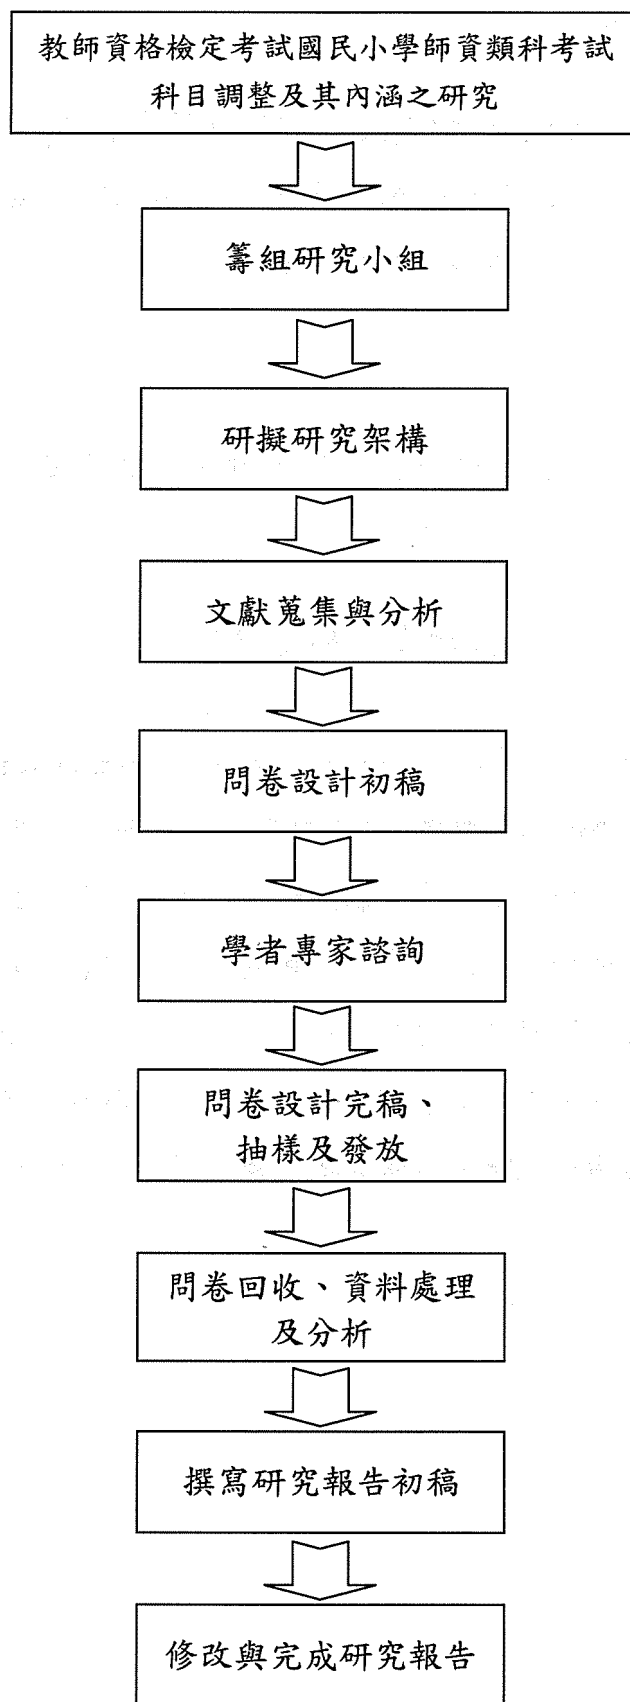 教師資格檢定考試國民小學師資類科考試
科目調整及其內涵之研究
籌組研究小組
研擬研究架構
文獻蒐集與分析
問卷設計初稿
學者專家諮詢
問卷設計完稿、
抽樣及發放
問卷回收、資料處理
及分析
撰寫研究報告初稿
修改與完成研究報告